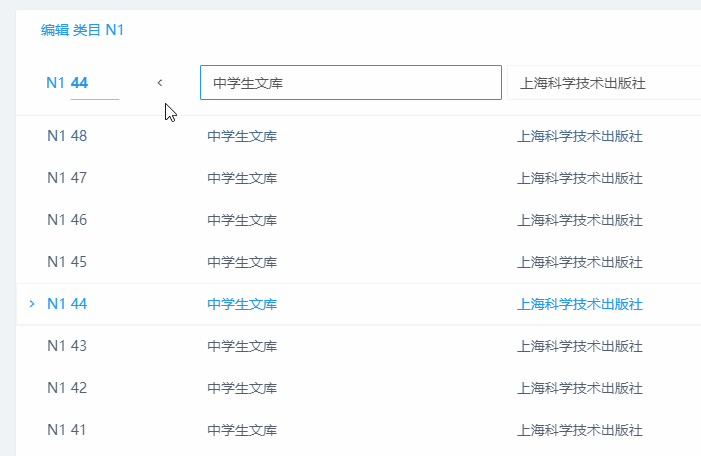 编辑 类目 N1
N1 44 < 中学生文库 上海科学技术出版社
N1 48 中学生文库 上海科学技术出版社
N1 47 中学生文库 上海科学技术出版社
N1 46 中学生文库 上海科学技术出版社
N1 45 中学生文库 上海科学技术出版社
> N1 44 中学生文库 上海科学技术出版社
N1 43 中学生文库 上海科学技术出版社
N1 42 中学生文库 上海科学技术出版社
N1 41 中学生文库 上海科学技术出版社